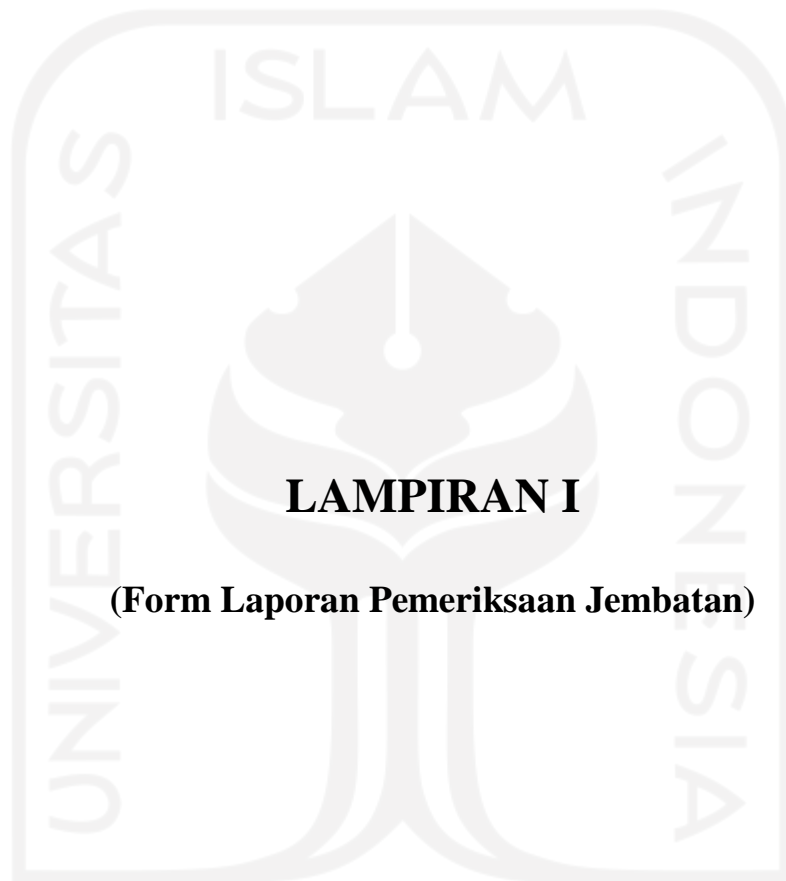 ISLAM
UNIVERSITAS
INDONESIA
LAMPIRAN I
(Form Laporan Pemeriksaan Jembatan)